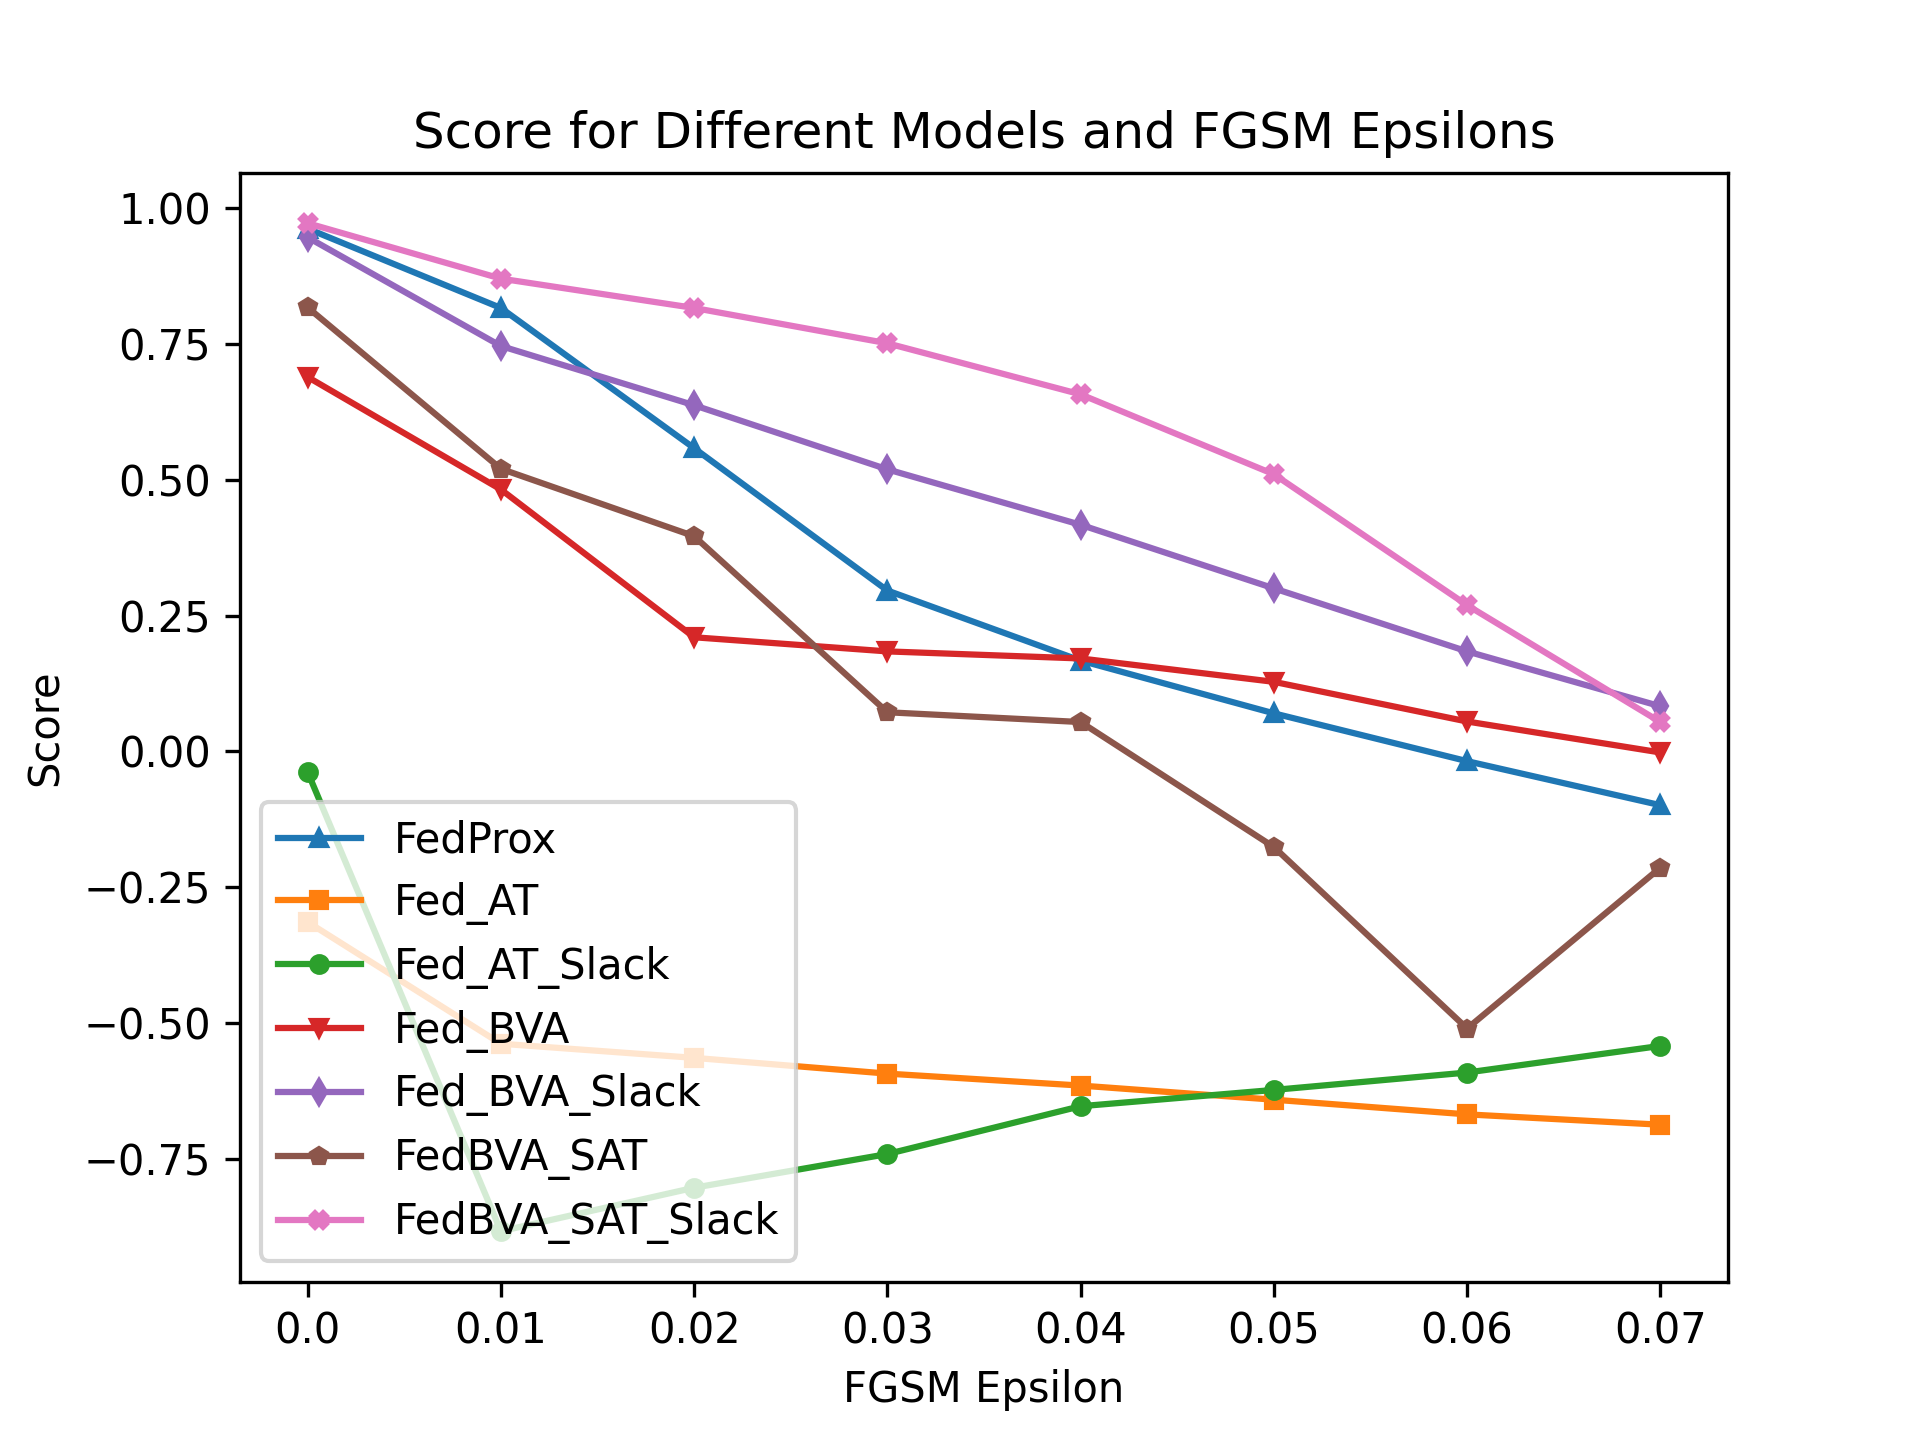 Score for Different Models and FGSM Epsilons
Score
1.00
0.75
0.50
0.25
0.00
−0.25
−0.50
−0.75
FedProx
Fed_AT
Fed_AT_Slack
Fed_BVA
Fed_BVA_Slack
FedBVA_SAT
FedBVA_SAT_Slack
0.0 0.01 0.02 0.03 0.04 0.05 0.06 0.07
FGSM Epsilon